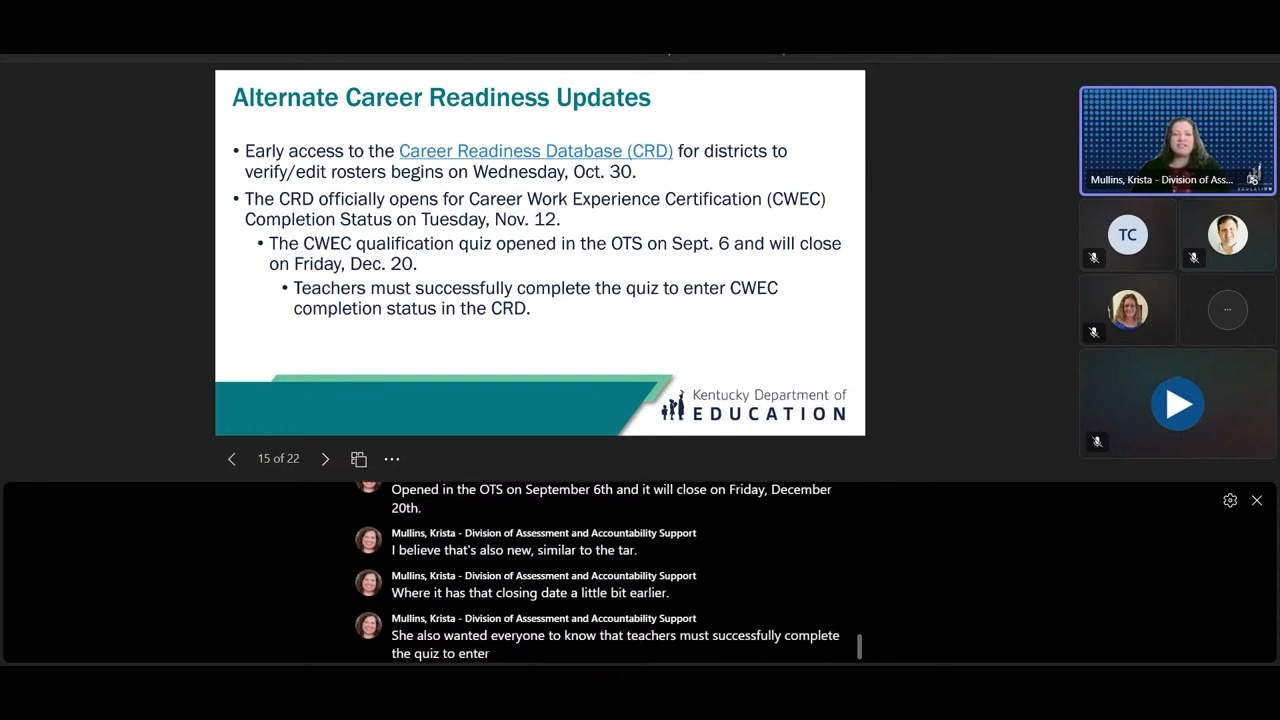 Alternate Career Readiness Updates
• Early access to the Career Readiness Database (CRD) for districts to
verify/edit rosters begins on Wednesday, Oct. 30.
• The CRD officially opens for Career Work Experience Certification (CWEC)
Completion Status on Tuesday, Nov. 12.
• The CWEC qualification quiz opened in the OTS on Sept. 6 and will close
on Friday, Dec. 20.
• Teachers must successfully complete the quiz to enter CWEC
completion status in the CRD.
Kentucky Department of
EDUCATION
15 of 22
Mullins, Krista - Division of Ass...
EDUCATION
TC
Opened in the OTS on September 6th and it will close on Friday, December
20th.
Mullins, Krista - Division of Assessment and Accountability Support
I believe that's also new, similar to the tar.
Mullins, Krista - Division of Assessment and Accountability Support
Where it has that closing date a little bit earlier.
Mullins, Krista - Division of Assessment and Accountability Support
She also wanted everyone to know that teachers must successfully complete
the quiz to enter